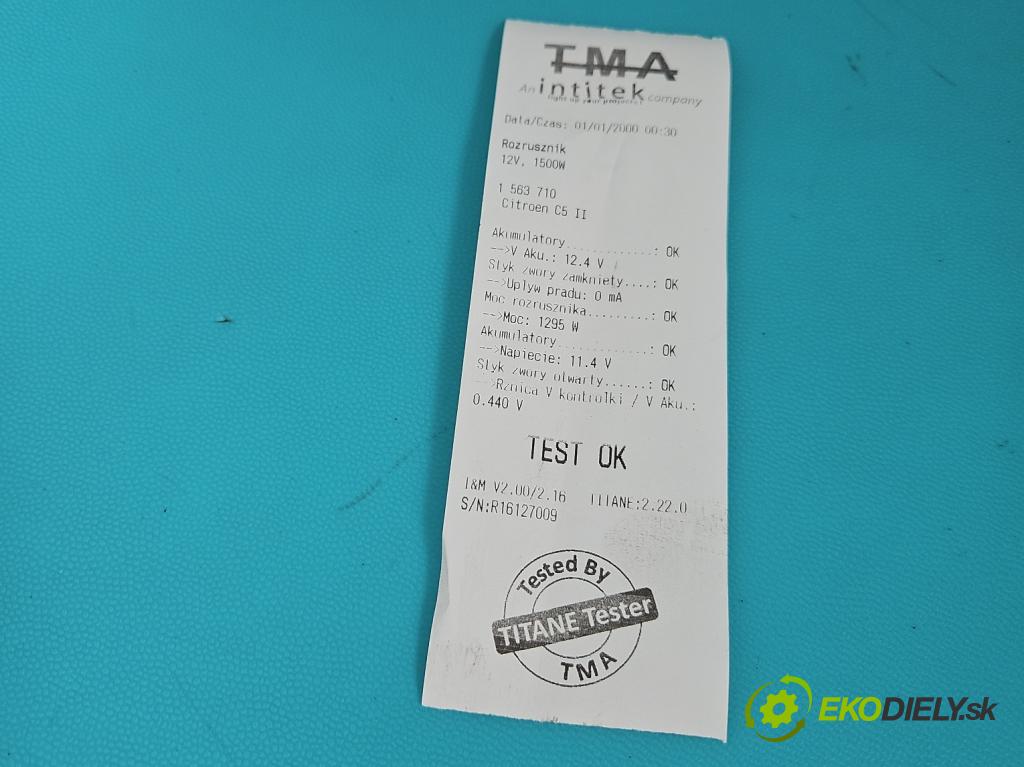 TMA
An intitek company
light up your projects!
Data/Czas: 01/01/2000 00:30
Rozrusznik
12V, 1500W
1 563 710
Citroen C5 II
Akumulatory............: OK
-->V Aku.: 12.4 V
Styk zwory zamkniety....: OK
-->Uplyw pradu: 0 mA
Moc rozrusznika.........: OK
-->Moc: 1295 W
Akumulatory.............: OK
-->Napiecie: 11.4 V
Styk zwory otwarty......: OK
-->Rznica V kontrolki / V Aku.:
0.440 V
TEST OK
I&M V2.00/2.16 TITANE:2.22.0
S/N:R16127009
Tested By
TITANE Tester
TMA
EKODIELY.sk